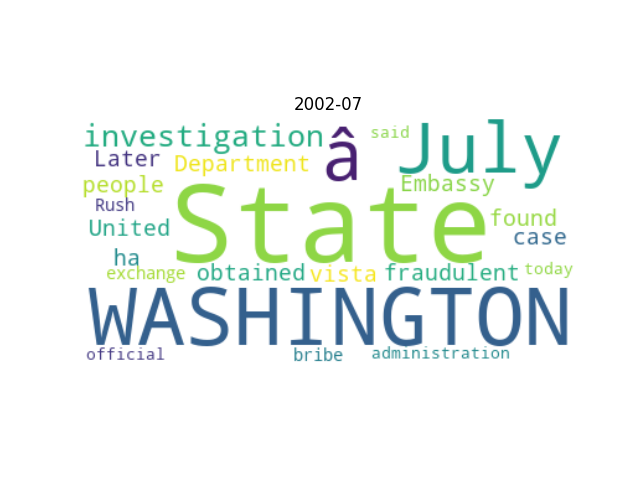 2002-07
investigation â said July
Later Department
people Embassy
Rush State
United found
case
ha
exchange obtained vista fraudulent today
WASHINGTON
official bribe administration